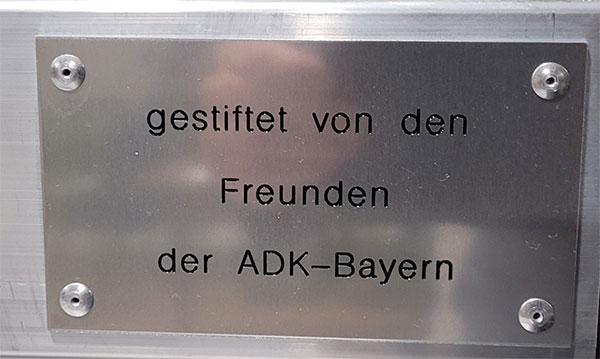 gestiftet von den
Freunden
der ADK-Bayern